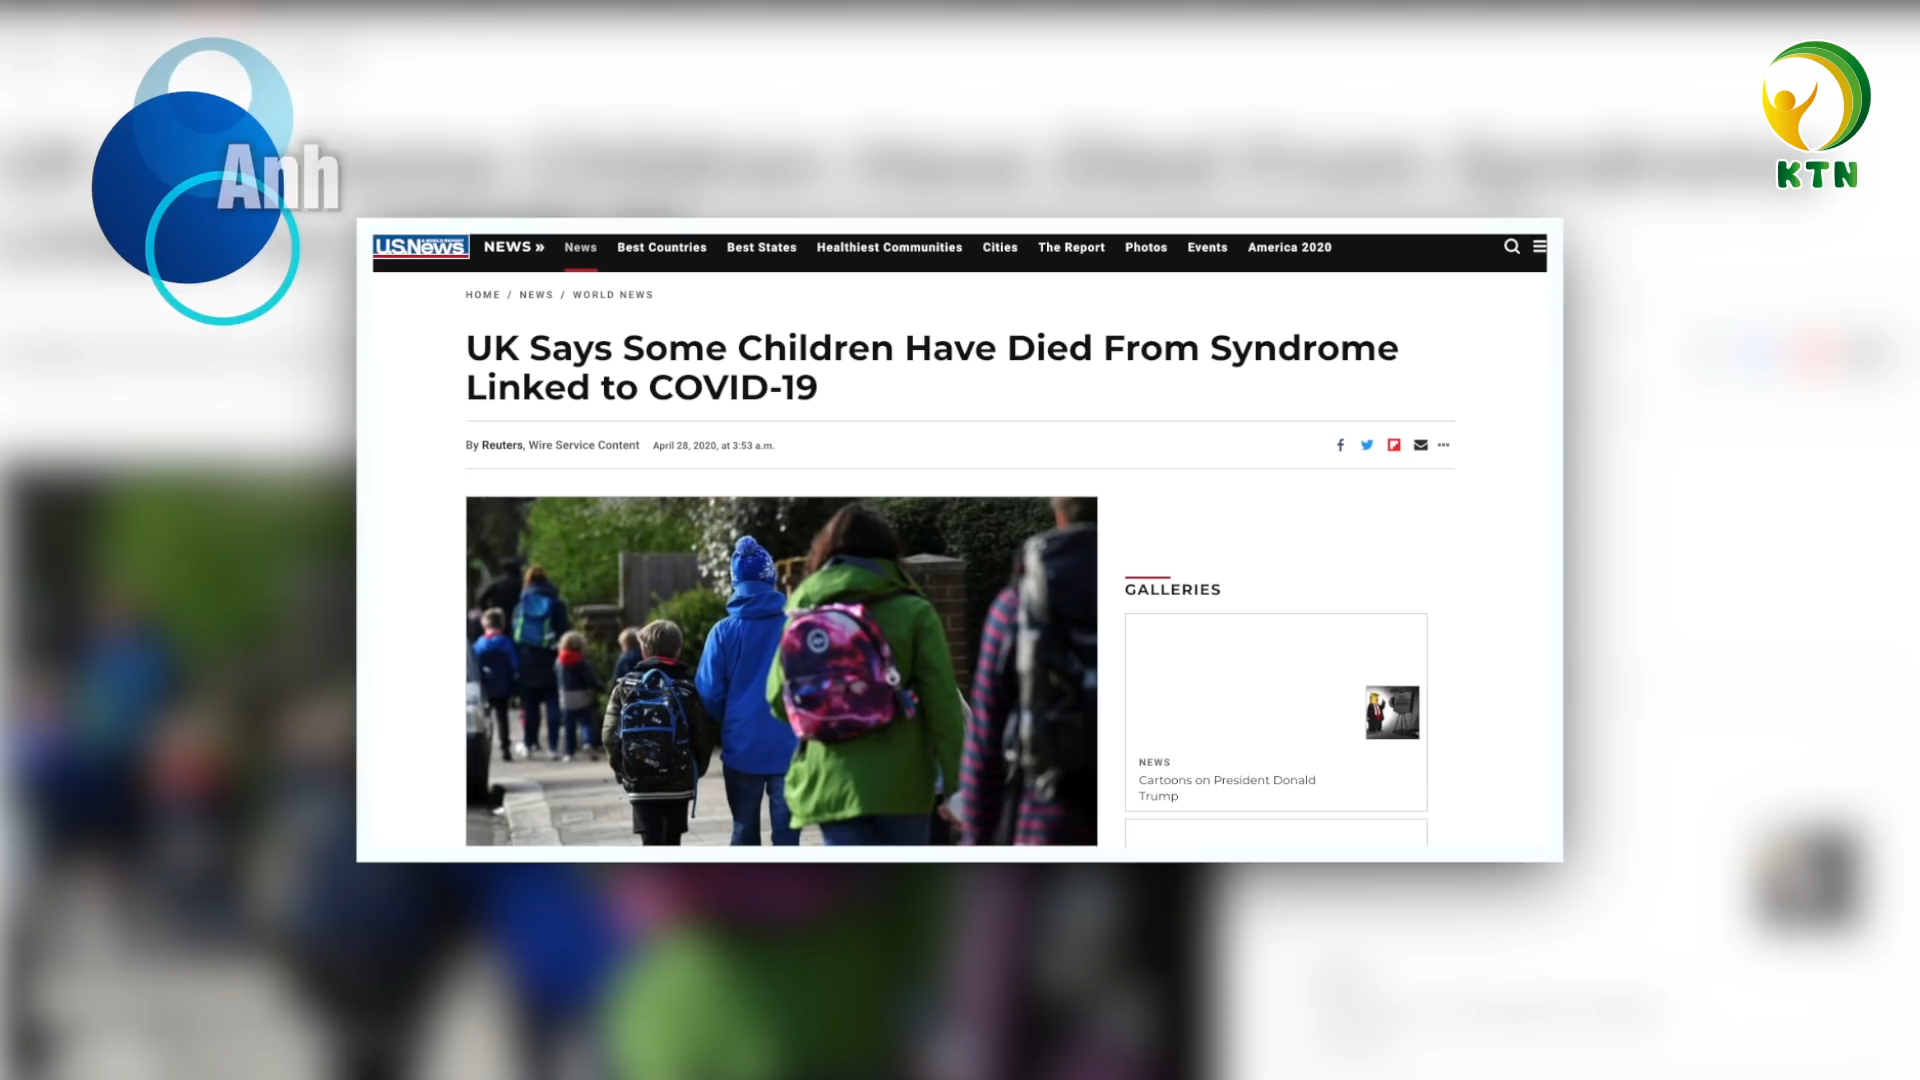 Anh
KTN
U.S.News
NEWS »
News
Best Countries
Best States
Healthiest Communities
Cities
The Report
Photos
Events
America 2020
HOME / NEWS / WORLD NEWS
UK Says Some Children Have Died From Syndrome
Linked to COVID-19
By Reuters, Wire Service Content April 28, 2020, at 3:53 a.m.
GALLERIES
NEWS
Cartoons on President Donald
Trump